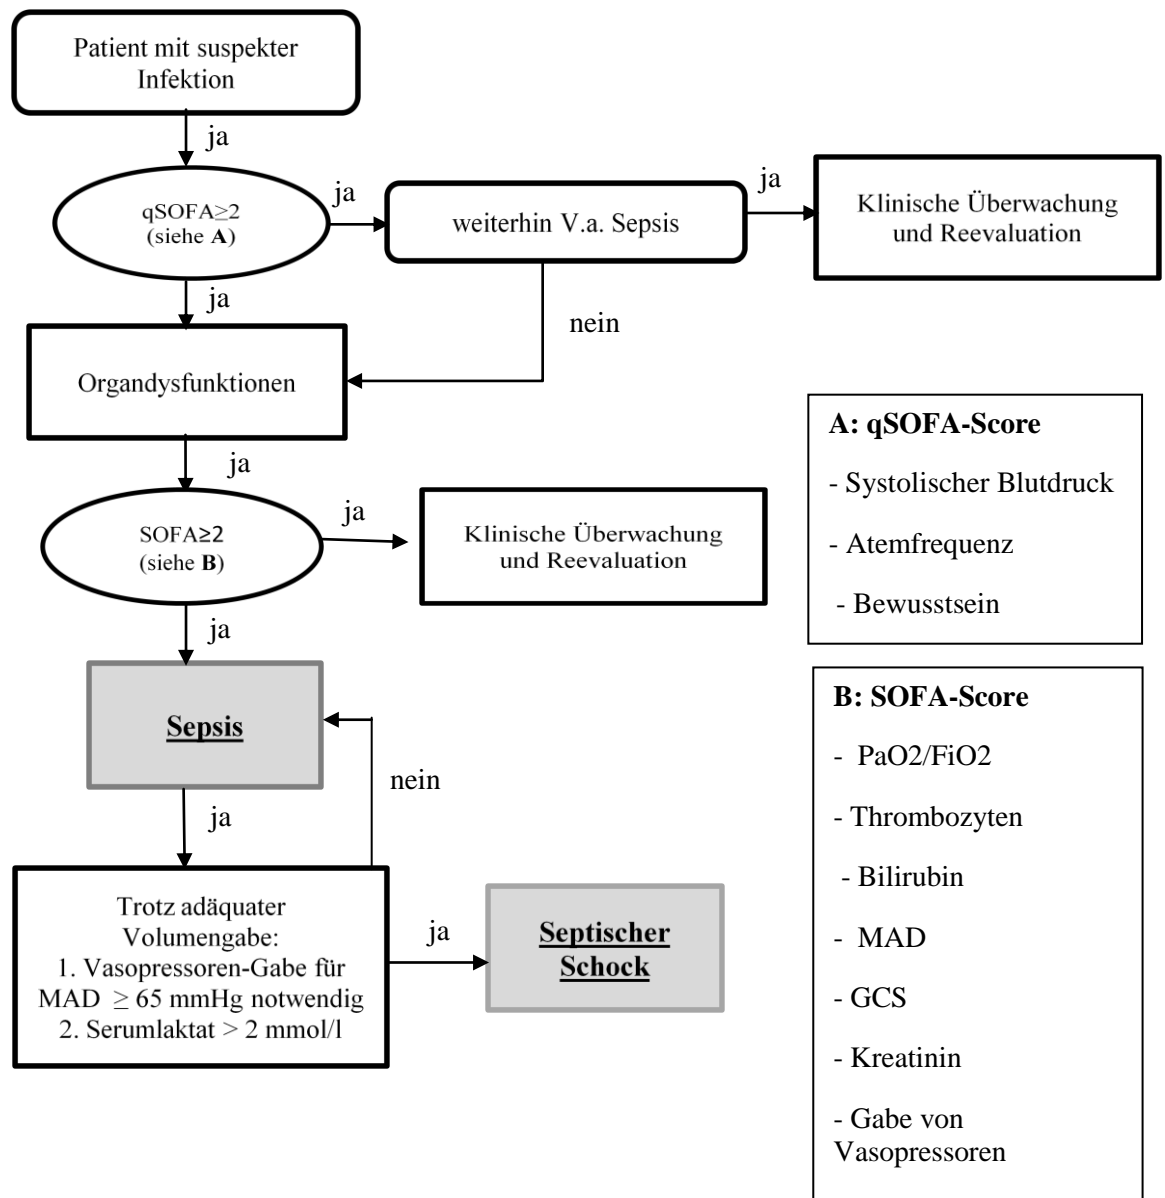 Patient mit suspekter
Infektion
ja
qSOFA≥2
(siehe A)
ja
weiterhin V.a. Sepsis
ja
Klinische Überwachung
und Reevaluation
ja
nein
Organdysfunktionen
ja
SOFA≥2
(siehe B)
ja
Klinische Überwachung
und Reevaluation
ja
Sepsis
nein
ja
Trotz adäquater
Volumengabe:
1. Vasopressoren-Gabe für
MAD ≥ 65 mmHg notwendig
2. Serumlaktat > 2 mmol/l
ja
Septischer
Schock
A: qSOFA-Score
- Systolischer Blutdruck
- Atemfrequenz
- Bewusstsein
B: SOFA-Score
- PaO2/FiO2
- Thrombozyten
- Bilirubin
- MAD
- GCS
- Kreatinin
- Gabe von
Vasopressoren